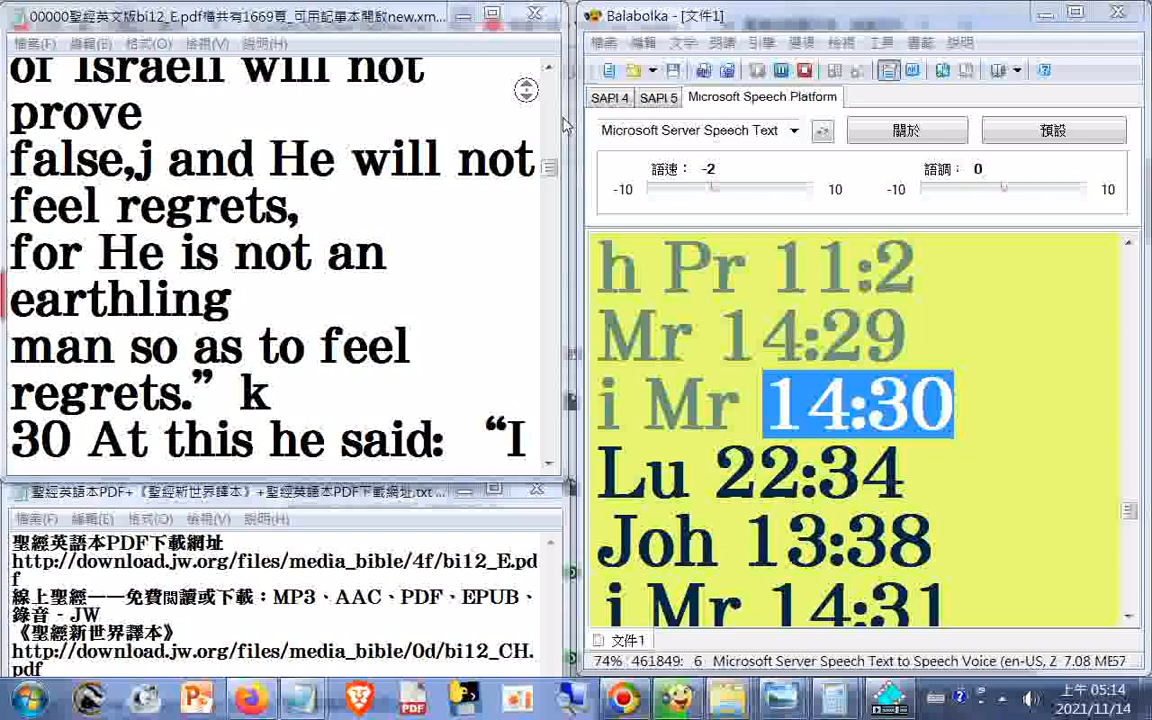 00000聖經英文版bi12_E.pdf檔共有1669頁_可用記事本開啟new.xm...
檔案(F) 編輯(E) 格式(O) 檢視(V) 說明(H)
of Israeli will not
prove
false,j and He will not
feel regrets,
for He is not an
earthling
man so as to feel
regrets.” k
30 At this he said: “I
聖經英語本PDF+《聖經新世界譯本》+聖經英語本PDF下載網址.txt ...
檔案(F) 編輯(E) 格式(O) 檢視(V) 說明(H)
聖經英語本PDF下載網址
http://download.jw.org/files/media_bible/4f/bi12_E.pd
f
線上聖經——免費閱讀或下載：MP3、AAC、PDF、EPUB、
錄音 - JW
《聖經新世界譯本》
http://download.jw.org/files/media_bible/0d/bi12_CH.
pdf
Balabolka - [文件1]
檔案 編輯 文字 朗讀 引擎 選項 檢視 工具 書籤 說明
SAPI 4 SAPI 5 Microsoft Speech Platform
Microsoft Server Speech Text 關於 預設
語速： -2 語調： 0
-10 10 -10 10
h Pr 11:2
Mr 14:29
i Mr 14:30
Lu 22:34
Joh 13:38
i Mr 14:31
文件1
74% 461849: 6 Microsoft Server Speech Text to Speech Voice (en-US, Z 7.08 ME57
PDF
上午 05:14
2021/11/14